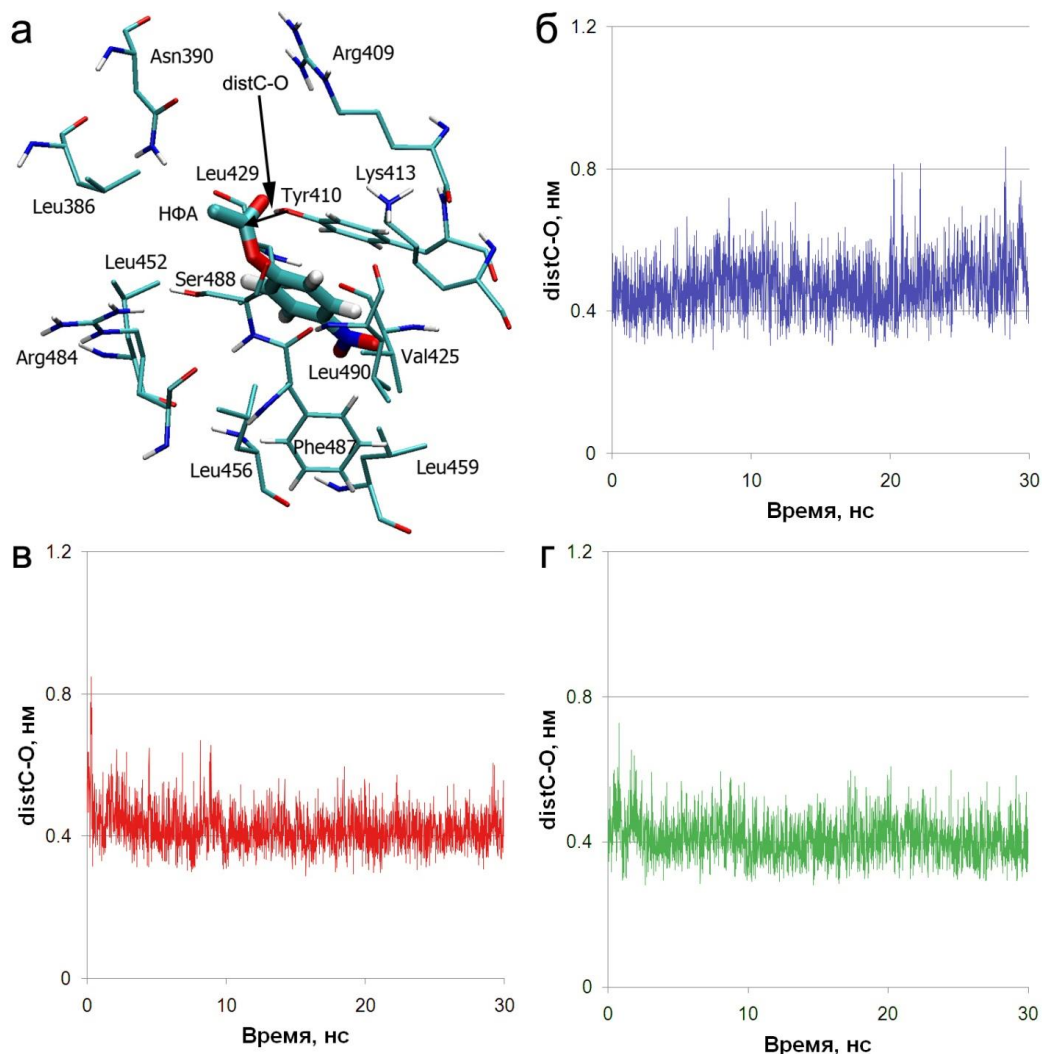 а
Asn390
Arg409
distC-O
Leu429
Lys413
Leu386
НФА
Tyr410
Leu452
Ser488
Arg484
Val425
Leu490
Phe487
Leu456
Leu459
б
1.2
0.8
0.4
0
distC-O, нм
0 10 20 30
Время, нс
в
1.2
0.8
0.4
0
distC-O, нм
0 10 20 30
Время, нс
г
1.2
0.8
0.4
0
distC-O, нм
0 10 20 30
Время, нс